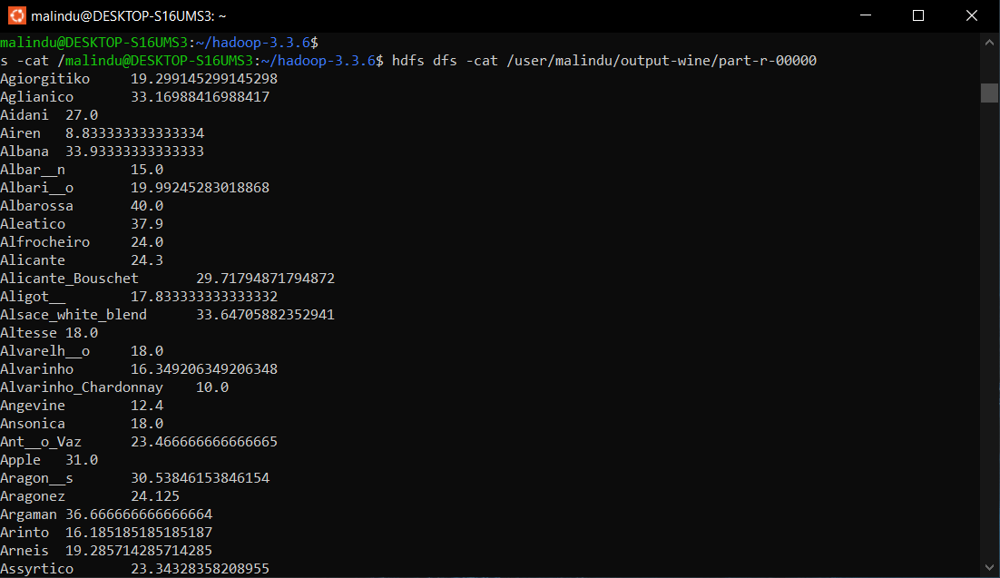 malindu@DESKTOP-S16UMS3: ~
malindu@DESKTOP-S16UMS3:~/hadoop-3.3.6$
s -cat /malindu@DESKTOP-S16UMS3:~/hadoop-3.3.6$ hdfs dfs -cat /user/malindu/output-wine/part-r-00000
Agiorgitiko 19.299145299145298
Aglianico 33.16988416988417
Aidani 27.0
Airen 8.833333333333334
Albana 33.93333333333333
Albar__n 15.0
Albari__o 19.99245283018868
Albarossa 40.0
Aleatico 37.9
Alfrocheiro 24.0
Alicante 24.3
Alicante_Bouschet 29.71794871794872
Aligot__ 17.833333333333332
Alsace_white_blend 33.64705882352941
Altesse 18.0
Alvarelh__o 18.0
Alvarinho 16.349206349206348
Alvarinho_Chardonnay 10.0
Angevine 12.4
Ansonica 18.0
Ant__o_Vaz 23.466666666666665
Apple 31.0
Aragon__s 30.53846153846154
Aragonez 24.125
Argaman 36.666666666666664
Arinto 16.185185185185187
Arneis 19.285714285714285
Assyrtico 23.34328358208955